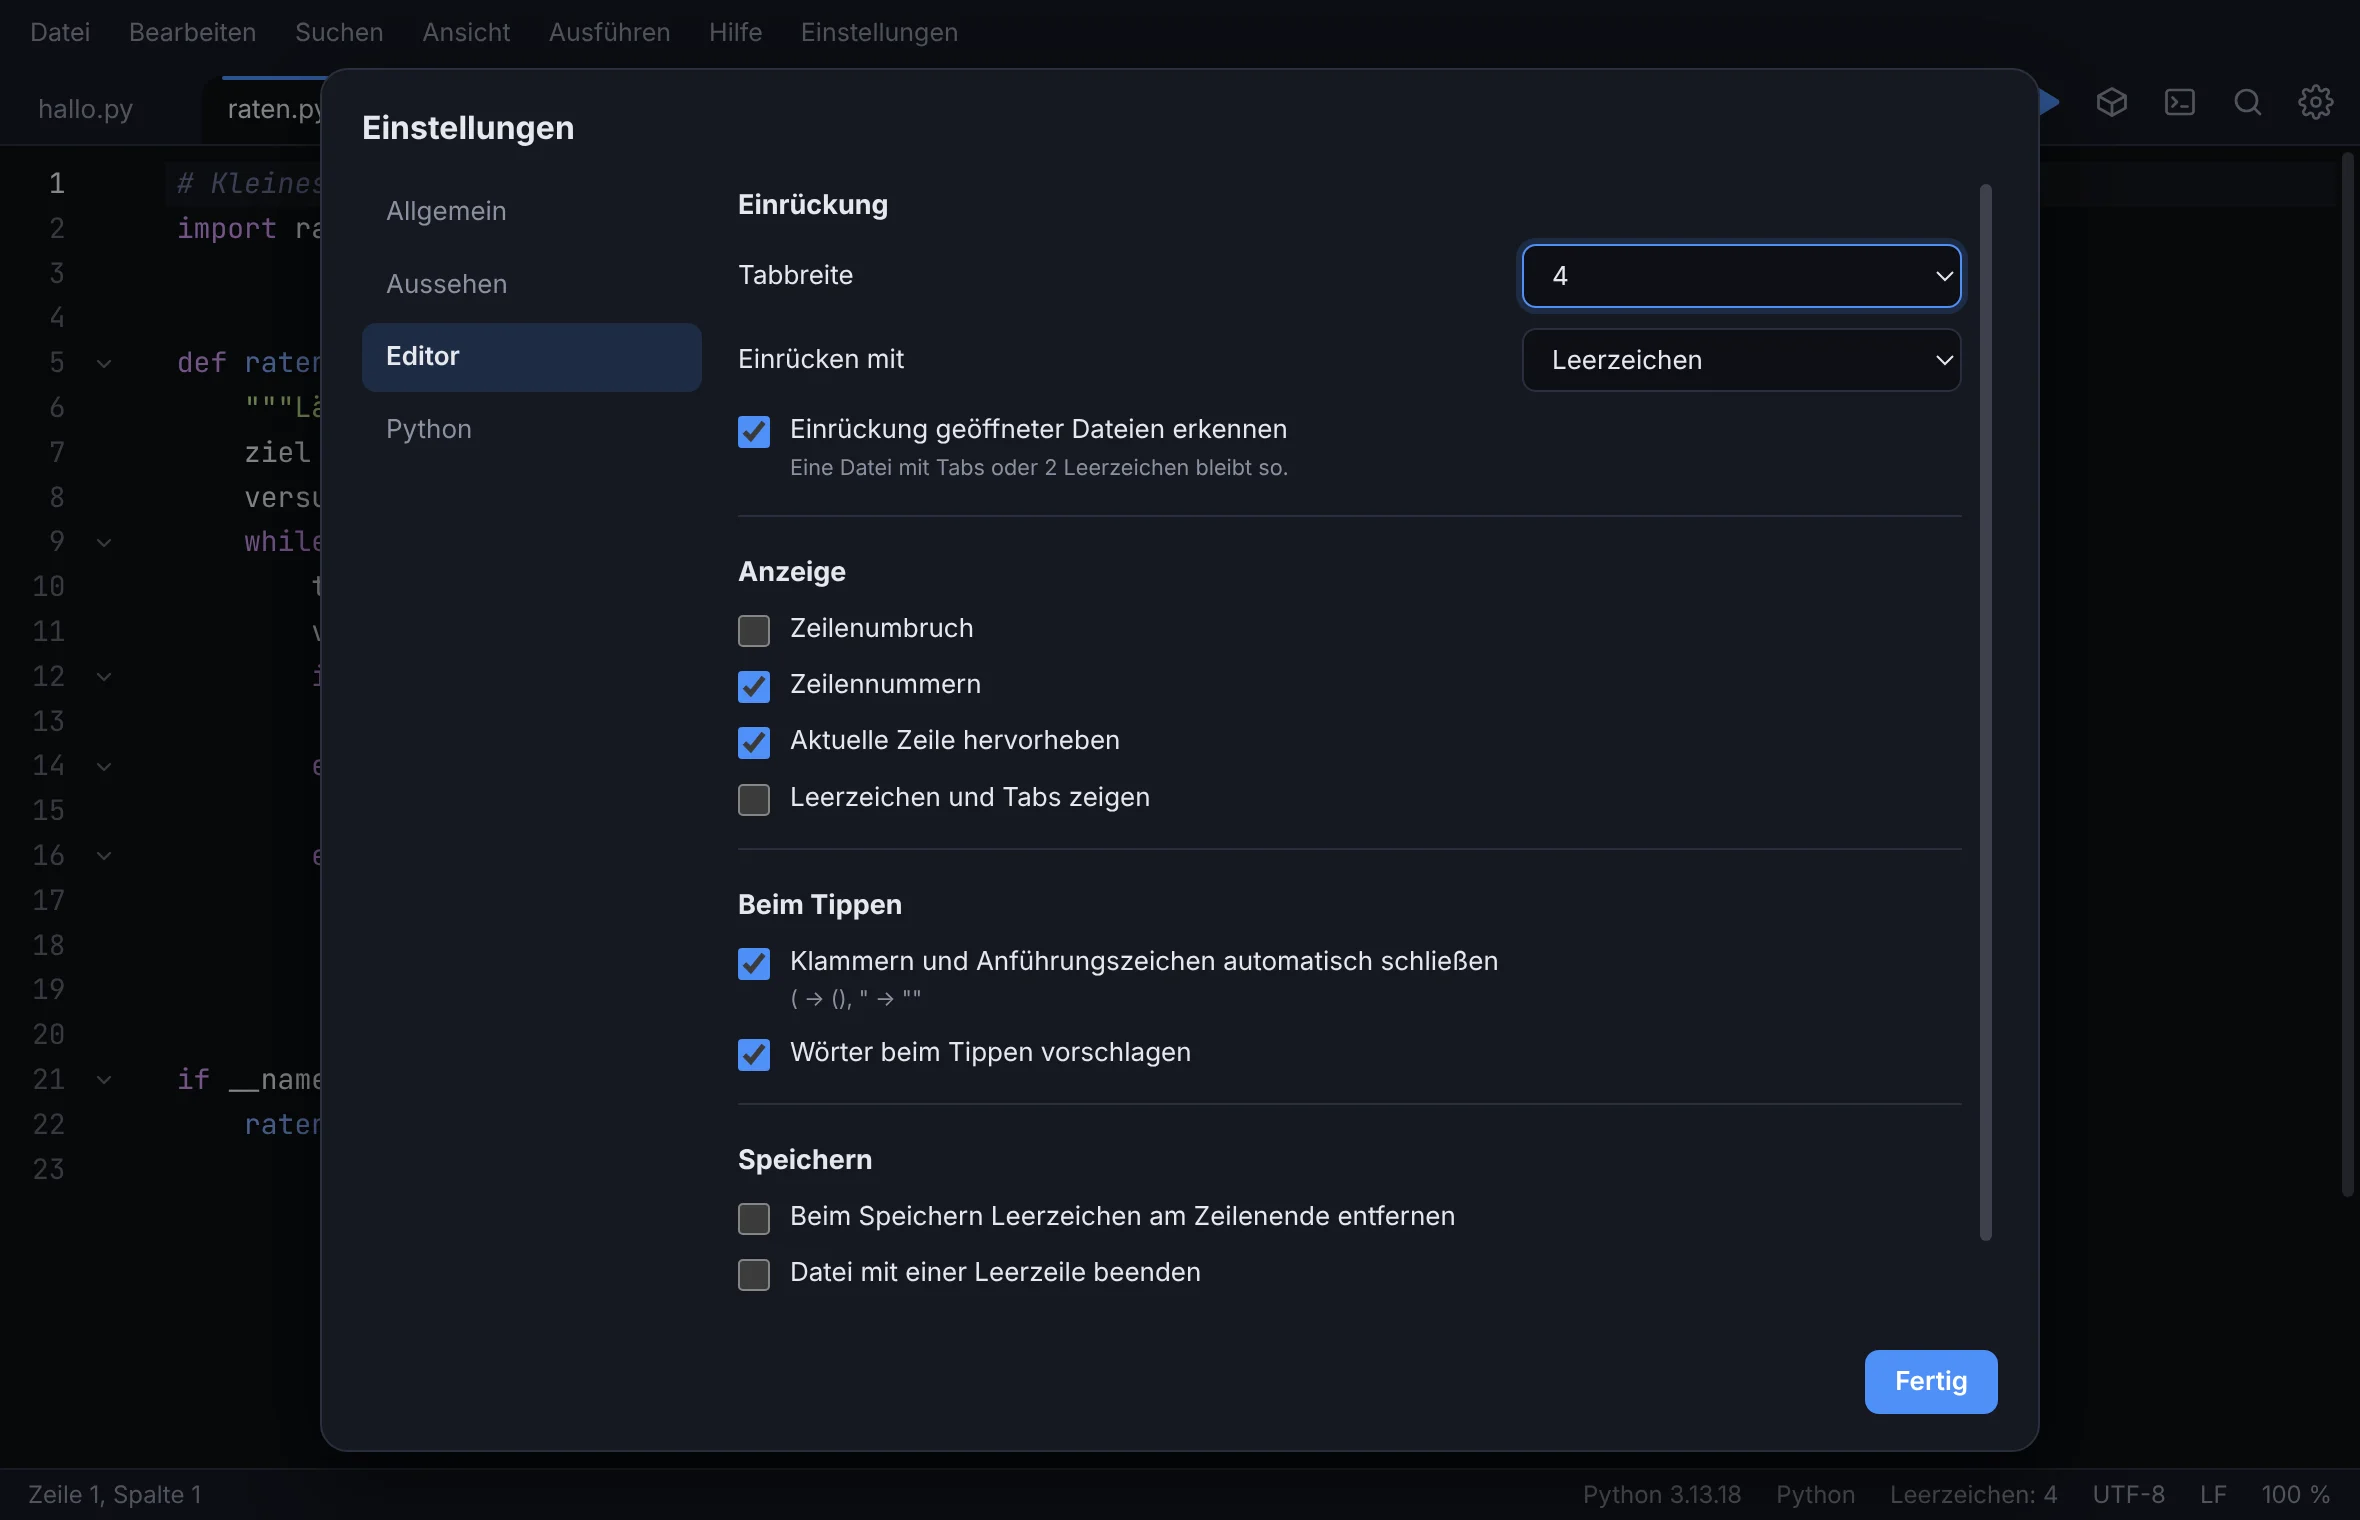 Datei Bearbeiten Suchen Ansicht Ausführen Hilfe Einstellungen
hallo.py
raten.py
Einstellungen
Allgemein
Aussehen
Editor
Python
Einrückung
Tabbreite
4
Einrücken mit
Leerzeichen
Einrückung geöffneter Dateien erkennen
Eine Datei mit Tabs oder 2 Leerzeichen bleibt so.
Anzeige
Zeilenumbruch
Zeilennummern
Aktuelle Zeile hervorheben
Leerzeichen und Tabs zeigen
Beim Tippen
Klammern und Anführungszeichen automatisch schließen
( → (), " → ""
Wörter beim Tippen vorschlagen
Speichern
Beim Speichern Leerzeichen am Zeilenende entfernen
Datei mit einer Leerzeile beenden
Fertig
1 # Kleines
2 import ra
3
4
5 def raten
6 """Lä
7 ziel
8 versu
9 while
10
11
12
13
14
15
16
17
18
19
20
21 if __name
22 raten
23
Zeile 1, Spalte 1
Python 3.13.18 Python Leerzeichen: 4 UTF-8 LF 100 %